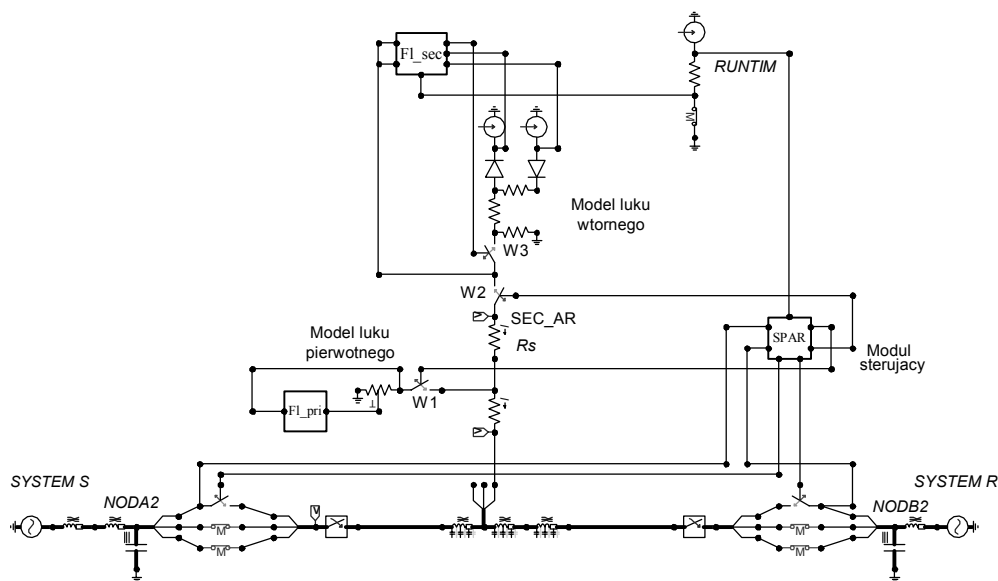 Fl_sec
RUNTIM
M
Model luku
wtornego
W3
W2
SEC_AR
V
Rs
I
SPAR
Modul
sterujacy
Model luku
pierwotnego
Fl_pri
W1
I
V
SYSTEM S
NODA2
V
NODB2
SYSTEM R
M
M
M
M